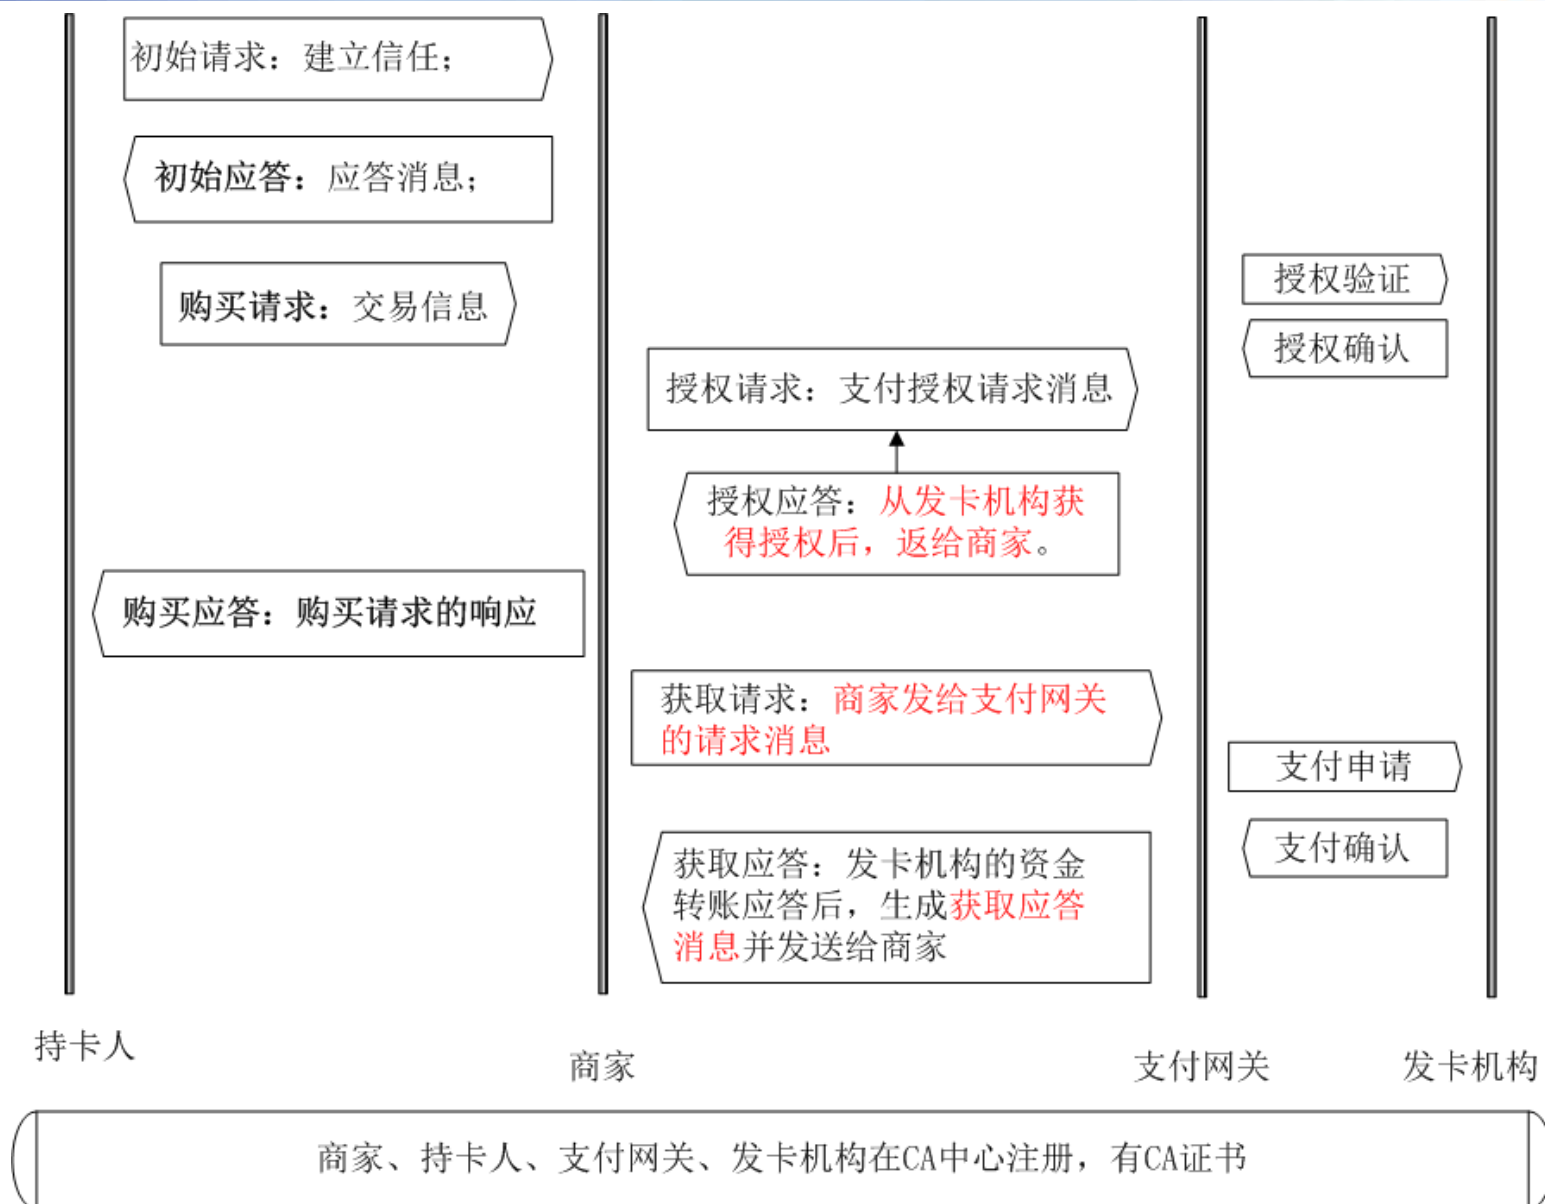 初始请求：建立信任；
初始应答：应答消息；
购买请求：交易信息
授权验证
授权确认
授权请求：支付授权请求消息
授权应答：从发卡机构获
得授权后，返给商家。
购买应答：购买请求的响应
获取请求：商家发给支付网关
的请求消息
支付申请
支付确认
获取应答：发卡机构的资金
转账应答后，生成获取应答
消息并发送给商家
持卡人
商家
支付网关
发卡机构
商家、持卡人、支付网关、发卡机构在CA中心注册，有CA证书